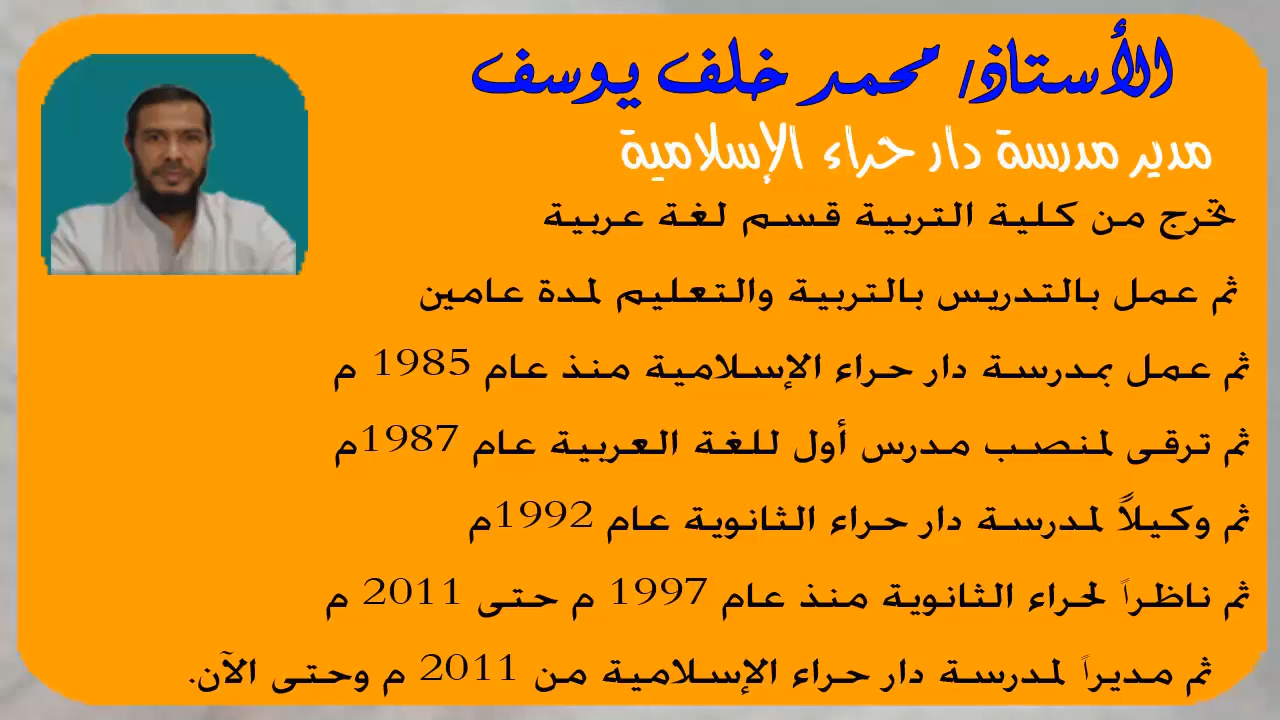 الأستاذ/ محمد خلف يوسف
مدير مدرسة دار حراء الإسلامية
تخرج من كلية التربية قسم لغة عربية
ثم عمل بالتدريس بالتربية والتعليم لمدة عامين
ثم عمل بمدرسة دار حراء الإسلامية منذ عام 1985 م
ثم ترقى لمنصب مدرس أول للغة العربية عام 1987م
ثم وكيلاً لمدرسة دار حراء الثانوية عام 1992م
ثم ناظراً لحراء الثانوية منذ عام 1997 م حتى 2011 م
ثم مديراً لمدرسة دار حراء الإسلامية من 2011 م وحتى الآن.